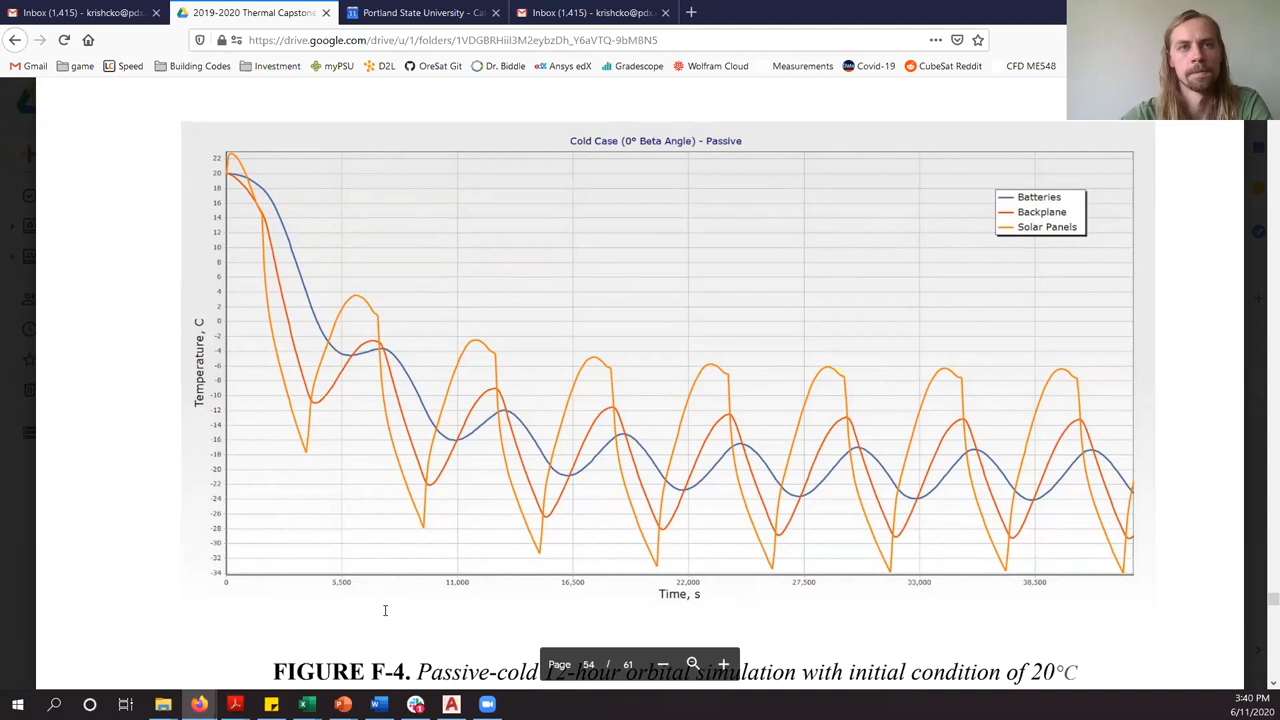 Inbox (1,415) - krishcko@pdx.
2019-2020 Thermal Capstone
Portland State University - Cal
Inbox (1,415) - krishcko@pdx.
https://drive.google.com/drive/u/1/folders/1VDGBRHiiI3M2eybzDh_Y6aVTQ-9bM8N5
Gmail
game
Speed
Building Codes
Investment
myPSU
D2L
OreSat Git
Dr. Biddle
Ansys edX
Gradescope
Wolfram Cloud
Measurements
Covid-19
CubeSat Reddit
CFD ME548
Cold Case (0° Beta Angle) - Passive
22
20
18
16
14
12
10
8
6
4
2
0
-2
-4
-6
-8
-10
-12
-14
-16
-18
-20
-22
-24
-26
-28
-30
-32
-34
Temperature, C
Batteries
Backplane
Solar Panels
0
5,500
11,000
16,500
22,000
27,500
33,000
38,500
Time, s
Page 54 / 61
FIGURE F-4. Passive-cold 12-hour orbital simulation with initial condition of 20°C
3:40 PM
6/11/2020